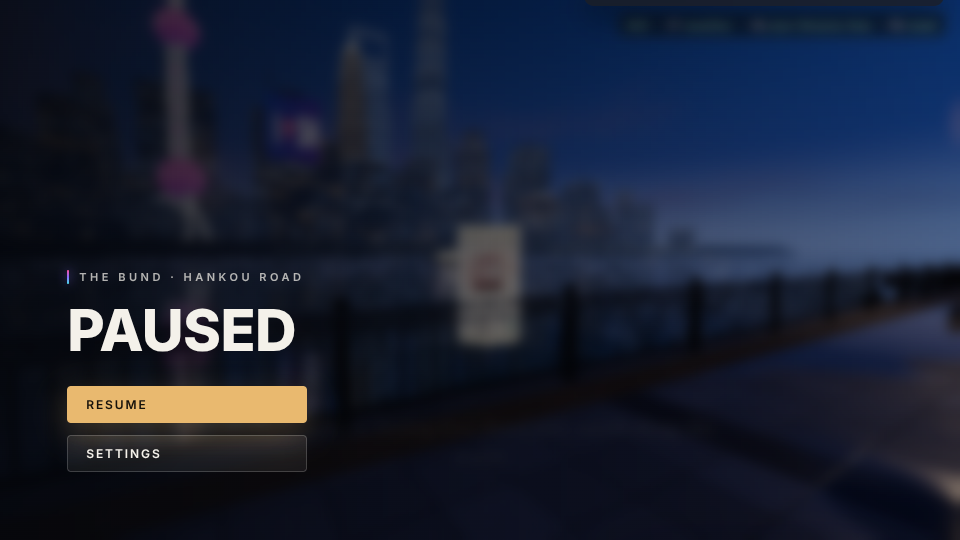 THE BUND · HANKOU ROAD
PAUSED
RESUME
SETTINGS